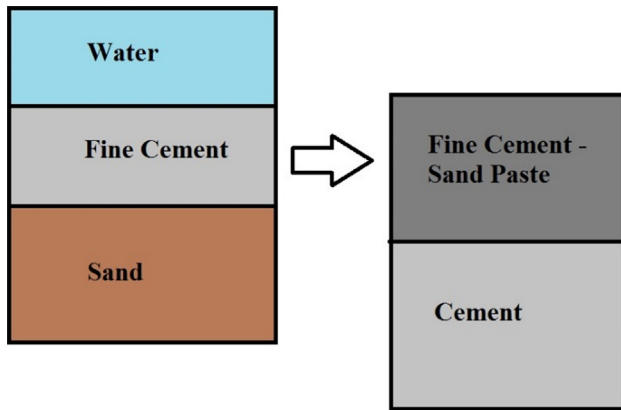 Water
Fine Cement
Sand
Fine Cement -
Sand Paste
Cement